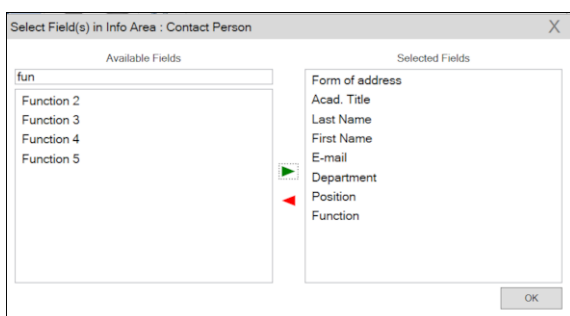 Select Field(s) in Info Area : Contact Person X
Available Fields
fun
Function 2
Function 3
Function 4
Function 5
Selected Fields
Form of address
Acad. Title
Last Name
First Name
E-mail
Department
Position
Function
OK